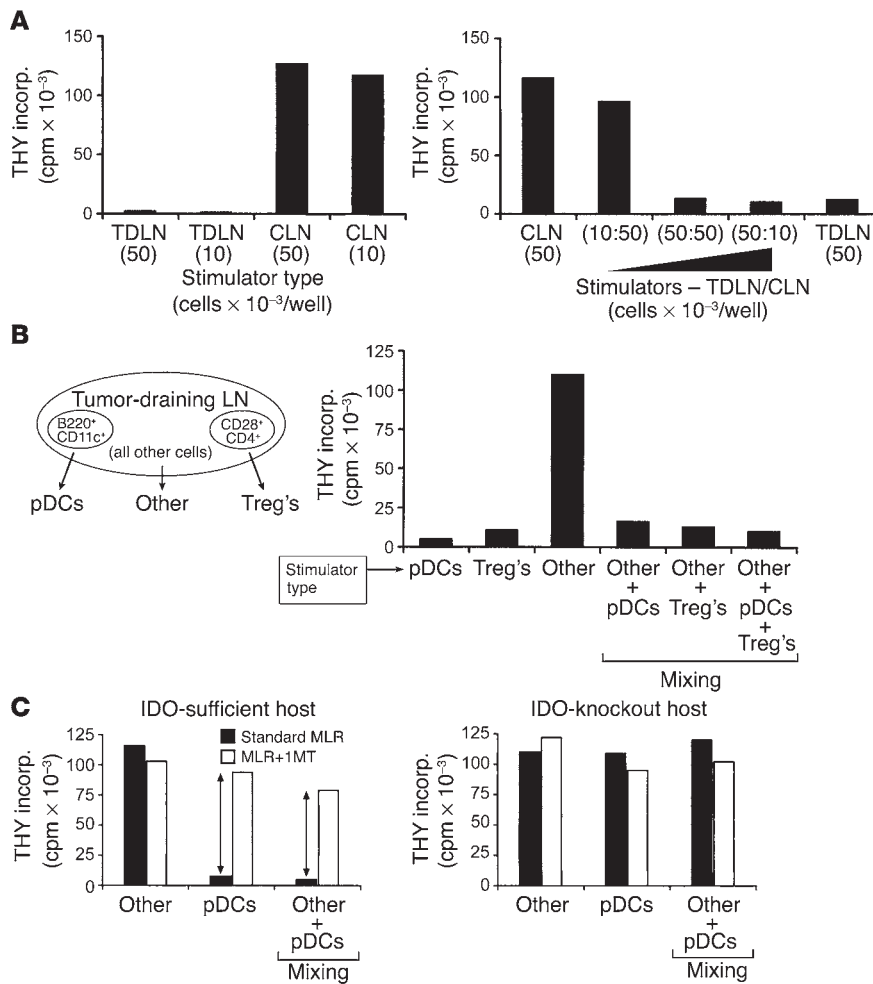 A
THY incorp.
(cpm × 10⁻³)
150
100
50
0
TDLN
(50)
TDLN
(10)
CLN
(50)
CLN
(10)
Stimulator type
(cells × 10⁻³/well)
THY incorp.
(cpm × 10⁻³)
150
100
50
0
CLN
(50)
(10:50)
(50:50)
(50:10)
TDLN
(50)
Stimulators – TDLN/CLN
(cells × 10⁻³/well)
B
Tumor-draining LN
B220⁺
CD11c⁺
CD28⁺
CD4⁺
(all other cells)
pDCs
Other
Treg's
THY incorp.
(cpm × 10⁻³)
125
100
75
50
25
0
Stimulator
type
pDCs
Treg's
Other
Other
+
pDCs
Other
+
Treg's
Other
+
pDCs
+
Treg's
Mixing
C
IDO-sufficient host
Standard MLR
MLR+1MT
THY incorp.
(cpm × 10⁻³)
125
100
75
50
25
0
Other
pDCs
Other
+
pDCs
Mixing
IDO-knockout host
THY incorp.
(cpm × 10⁻³)
125
100
75
50
25
0
Other
pDCs
Other
+
pDCs
Mixing